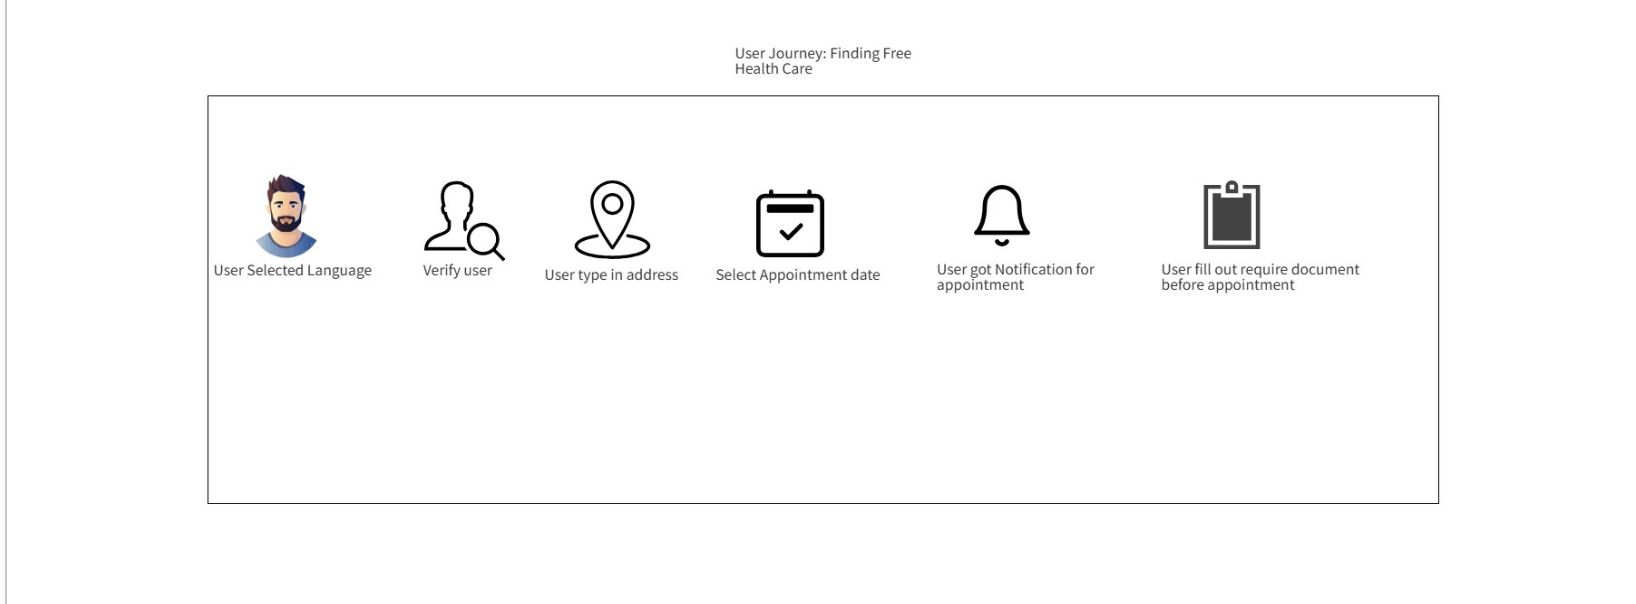 User Journey: Finding Free
Health Care
User Selected Language
Verify user
User type in address
Select Appointment date
User got Notification for
appointment
User fill out require document
before appointment